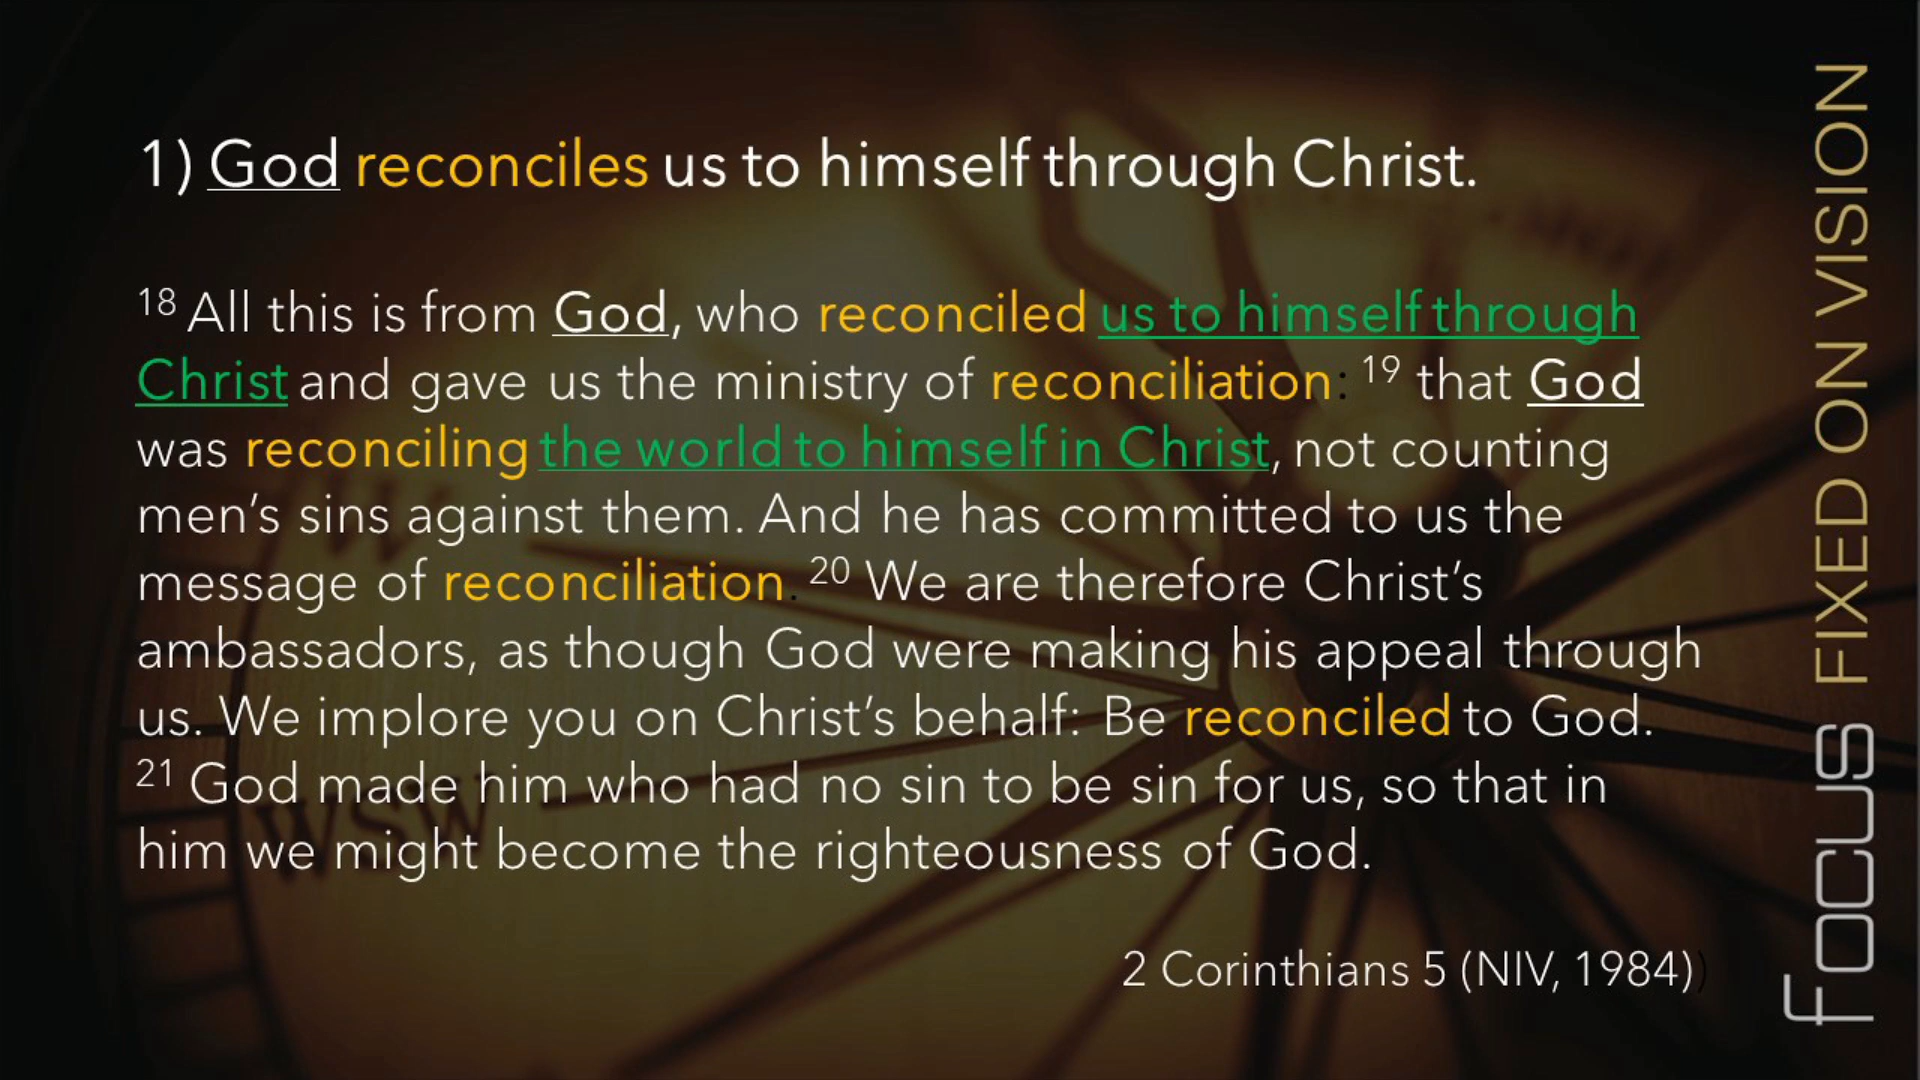 1) God reconciles us to himself through Christ.
18 All this is from God, who reconciled us to himself through
Christ and gave us the ministry of reconciliation: 19 that God
was reconciling the world to himself in Christ, not counting
men’s sins against them. And he has committed to us the
message of reconciliation. 20 We are therefore Christ’s
ambassadors, as though God were making his appeal through
us. We implore you on Christ’s behalf: Be reconciled to God.
21 God made him who had no sin to be sin for us, so that in
him we might become the righteousness of God.
2 Corinthians 5 (NIV, 1984))
focus FIXED ON VISION
W
WSW